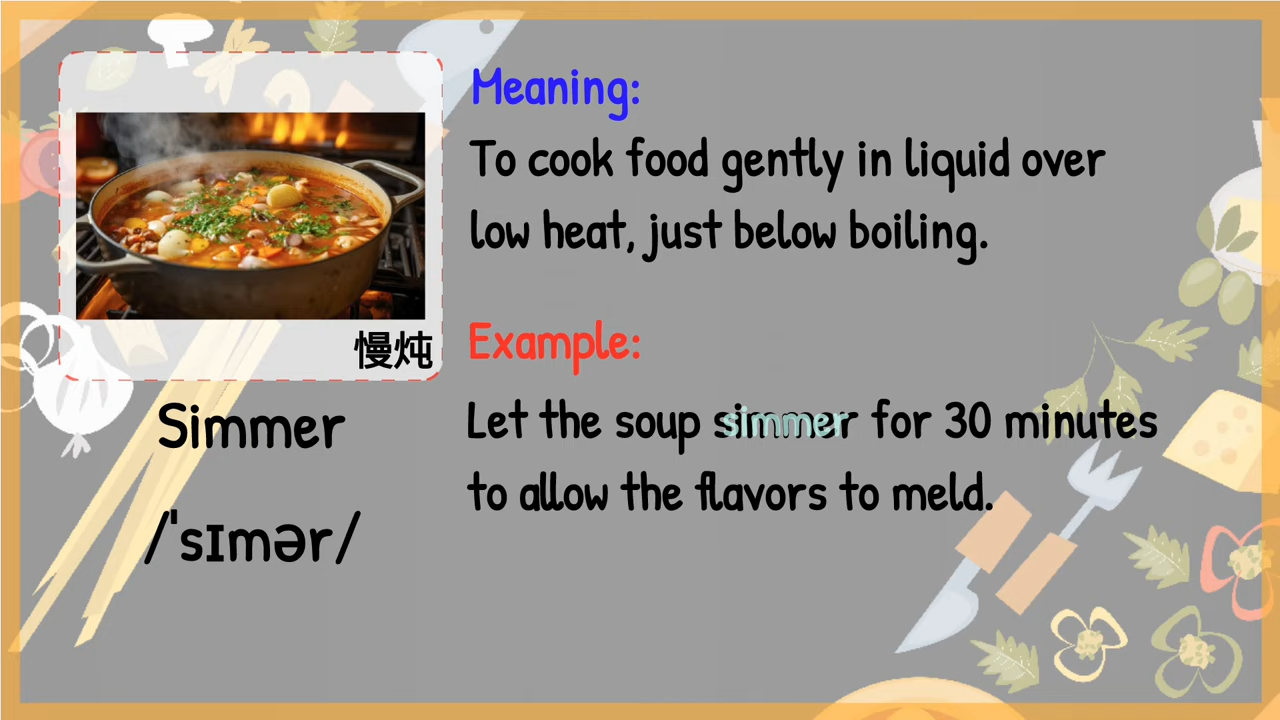 慢炖
Simmer
/ˈsɪmər/
Meaning:
To cook food gently in liquid over
low heat, just below boiling.
Example:
Let the soup simmer for 30 minutes
to allow the flavors to meld.